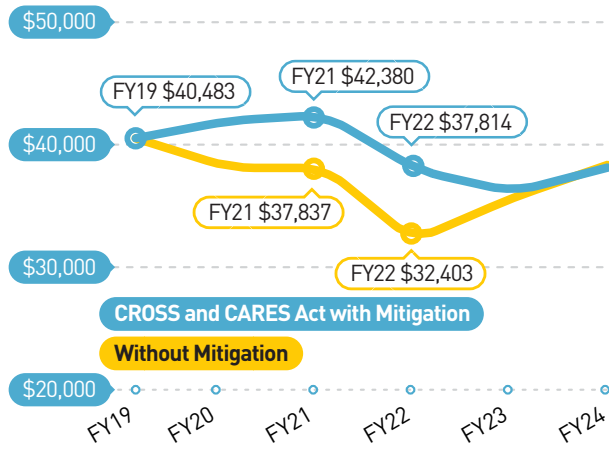 $50,000
FY21 $42,380
FY19 $40,483
FY22 $37,814
$40,000
FY21 $37,837
$30,000
FY22 $32,403
CROSS and CARES Act with Mitigation
Without Mitigation
$20,000
FY19 FY20 FY21 FY22 FY23 FY24